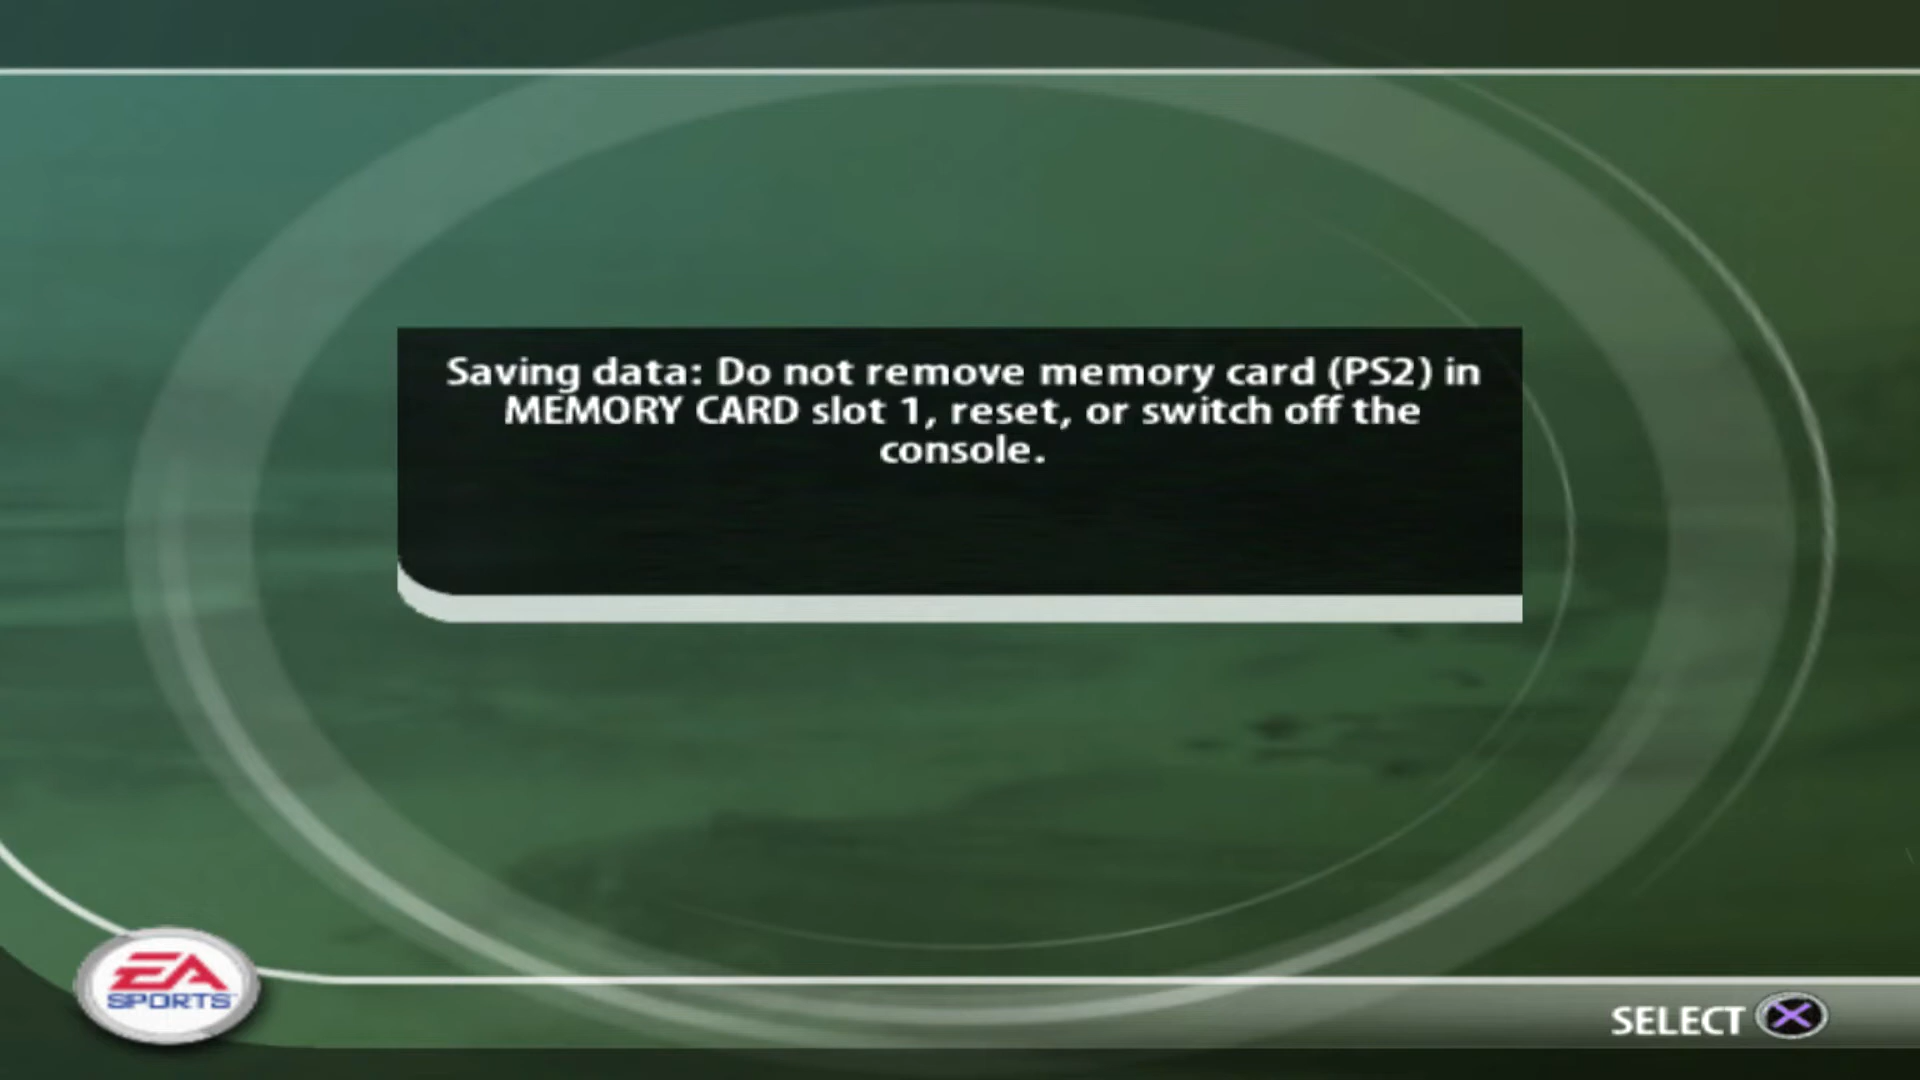 Saving data: Do not remove memory card (PS2) in
MEMORY CARD slot 1, reset, or switch off the
console.
EA
SPORTS
SELECT